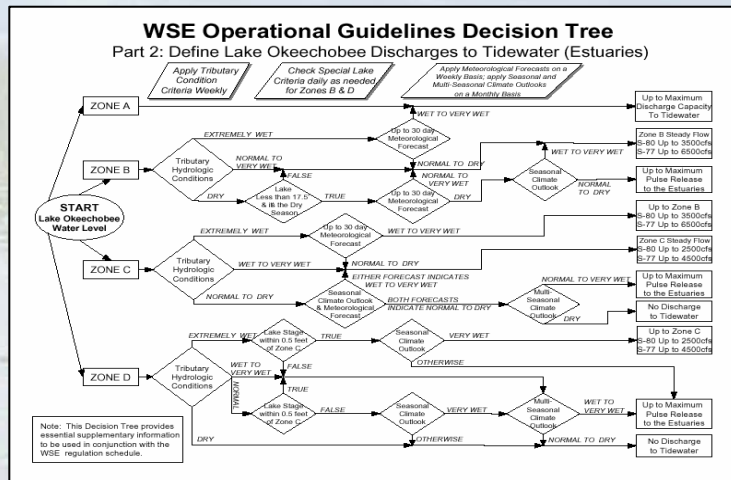 WSE Operational Guidelines Decision Tree
Part 2: Define Lake Okeechobee Discharges to Tidewater (Estuaries)
Apply Tributary
Condition
Criteria Weekly
Check Special Lake
Criteria daily as needed
for Zones B & D
Apply Meteorological Forecasts on a
Weekly Basis; apply Seasonal and
Multi-Seasonal Climate Outlooks
on a Monthly Basis
START
Lake Okeechobee
Water Level
ZONE A
WET TO VERY WET
Up to Maximum
Discharge Capacity
To Tidewater
ZONE B
Tributary
Hydrologic
Conditions
EXTREMELY WET
Up to 30 day
Meteorological
Forecast
NORMAL TO
VERY WET
FALSE
NORMAL TO DRY
DRY
Lake
Less than 17.5
& its the Dry
Season
TRUE
Up to 30 day
Meteorological
Forecast
NORMAL TO
VERY WET
DRY
Seasonal
Climate
Outlook
WET TO VERY WET
NORMAL
TO DRY
Zone B Steady Flow
S-80 Up to 3500cfs
S-77 Up to 6500cfs
Up to Maximum
Pulse Release
to the Estuaries
ZONE C
Tributary
Hydrologic
Conditions
EXTREMELY WET
Up to 30 day
Meteorological
Forecast
WET TO VERY WET
Up to Zone B
S-80 Up to 3500cfs
S-77 Up to 6500cfs
WET TO VERY WET
NORMAL TO DRY
Zone C Steady Flow
S-80 Up to 2500cfs
S-77 Up to 4500cfs
EITHER FORECAST INDICATES
WET TO VERY WET
NORMAL TO DRY
Seasonal
Climate Outlook
& Meteorological
Forecast
BOTH FORECASTS
INDICATE NORMAL TO DRY
Multi-
Seasonal
Climate
Outlook
NORMAL TO VERY WET
Up to Maximum
Pulse Release
to the Estuaries
DRY
No Discharge
to Tidewater
ZONE D
Tributary
Hydrologic
Conditions
EXTREMELY WET
Lake Stage
within 0.5 feet
of Zone C
TRUE
Seasonal
Climate
Outlook
VERY WET
Up to Zone C
S-80 Up to 2500cfs
S-77 Up to 4500cfs
WET TO
VERY WET
FALSE
OTHERWISE
NORMAL
TRUE
Lake Stage
within 0.5 feet
of Zone C
FALSE
Seasonal
Climate
Outlook
VERY WET
Multi-
Seasonal
Climate
Outlook
WET TO
VERY WET
Up to Maximum
Pulse Release
to the Estuaries
DRY
OTHERWISE
NORMAL TO DRY
No Discharge
to Tidewater
Note: This Decision Tree provides
essential supplementary information
to be used in conjunction with the
WSE regulation schedule.